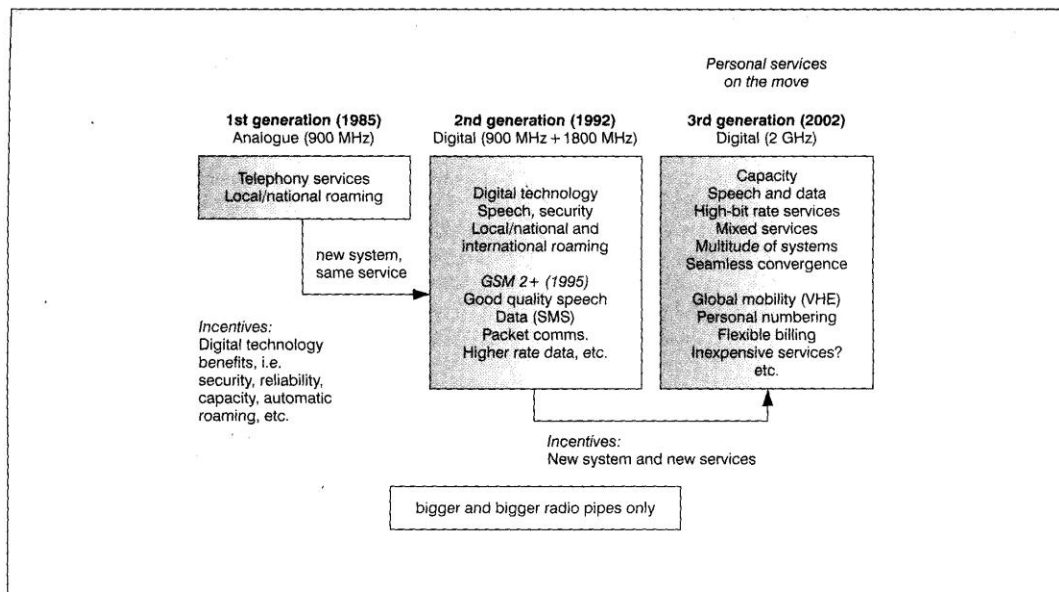 Personal services
on the move
1st generation (1985)
Analogue (900 MHz)
Telephony services
Local/national roaming
new system,
same service
Incentives:
Digital technology
benefits, i.e.
security, reliability,
capacity, automatic
roaming, etc.
2nd generation (1992)
Digital (900 MHz + 1800 MHz)
Digital technology
Speech, security
Local/national and
international roaming
GSM 2+ (1995)
Good quality speech
Data (SMS)
Packet comms.
Higher rate data, etc.
Incentives:
New system and new services
3rd generation (2002)
Digital (2 GHz)
Capacity
Speech and data
High-bit rate services
Mixed services
Multitude of systems
Seamless convergence
Global mobility (VHE)
Personal numbering
Flexible billing
Inexpensive services?
etc.
bigger and bigger radio pipes only